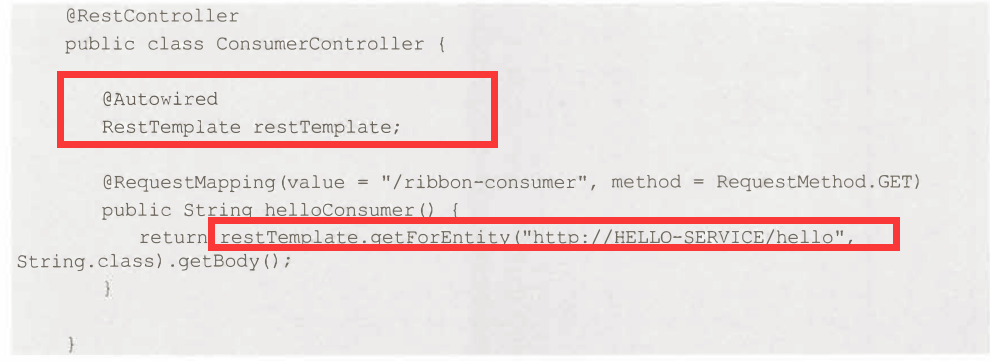 @RestController
public class ConsumerController {
@Autowired
RestTemplate restTemplate;
@RequestMapping(value = "/ribbon-consumer", method = RequestMethod.GET)
public String helloConsumer() {
return restTemplate.getForEntity("http://HELLO-SERVICE/hello",
String.class).getBody();
}
}